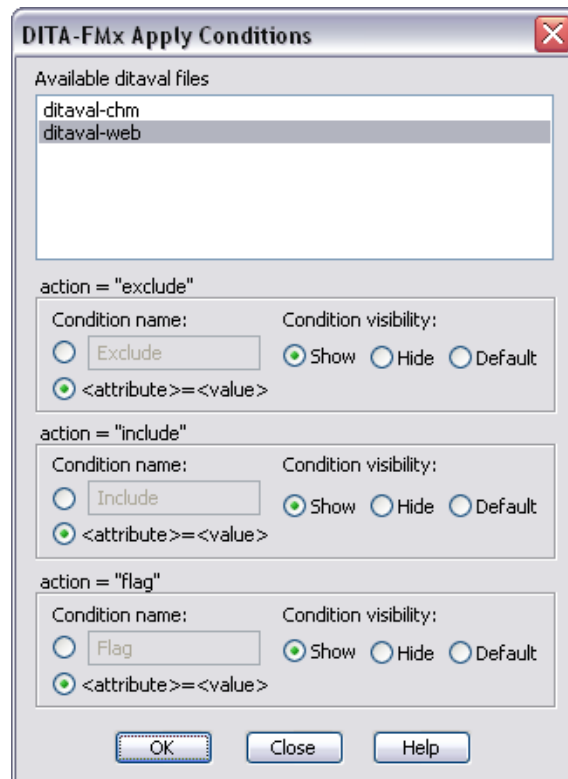 DITA-FMx Apply Conditions
Available ditaval files
ditaval-chm
ditaval-web
action = "exclude"
Condition name: Condition visibility:
Exclude Show Hide Default
<attribute>=<value>
action = "include"
Condition name: Condition visibility:
Include Show Hide Default
<attribute>=<value>
action = "flag"
Condition name: Condition visibility:
Flag Show Hide Default
<attribute>=<value>
OK Close Help